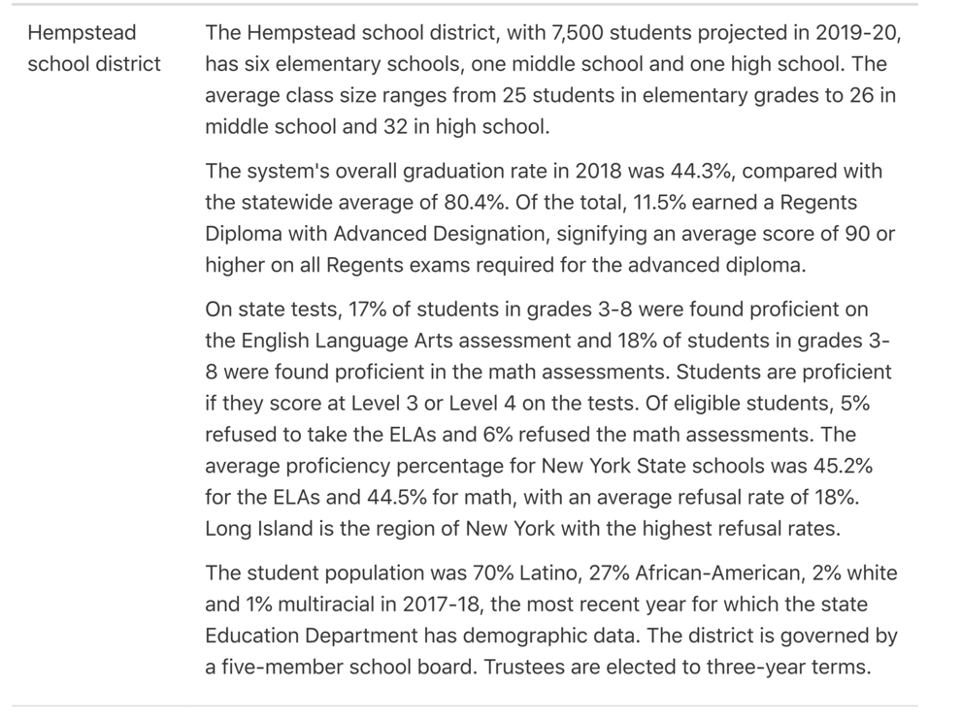 Hempstead
school district
The Hempstead school district, with 7,500 students projected in 2019-20,
has six elementary schools, one middle school and one high school. The
average class size ranges from 25 students in elementary grades to 26 in
middle school and 32 in high school.
The system's overall graduation rate in 2018 was 44.3%, compared with
the statewide average of 80.4%. Of the total, 11.5% earned a Regents
Diploma with Advanced Designation, signifying an average score of 90 or
higher on all Regents exams required for the advanced diploma.
On state tests, 17% of students in grades 3-8 were found proficient on
the English Language Arts assessment and 18% of students in grades 3-
8 were found proficient in the math assessments. Students are proficient
if they score at Level 3 or Level 4 on the tests. Of eligible students, 5%
refused to take the ELAs and 6% refused the math assessments. The
average proficiency percentage for New York State schools was 45.2%
for the ELAs and 44.5% for math, with an average refusal rate of 18%.
Long Island is the region of New York with the highest refusal rates.
The student population was 70% Latino, 27% African-American, 2% white
and 1% multiracial in 2017-18, the most recent year for which the state
Education Department has demographic data. The district is governed by
a five-member school board. Trustees are elected to three-year terms.